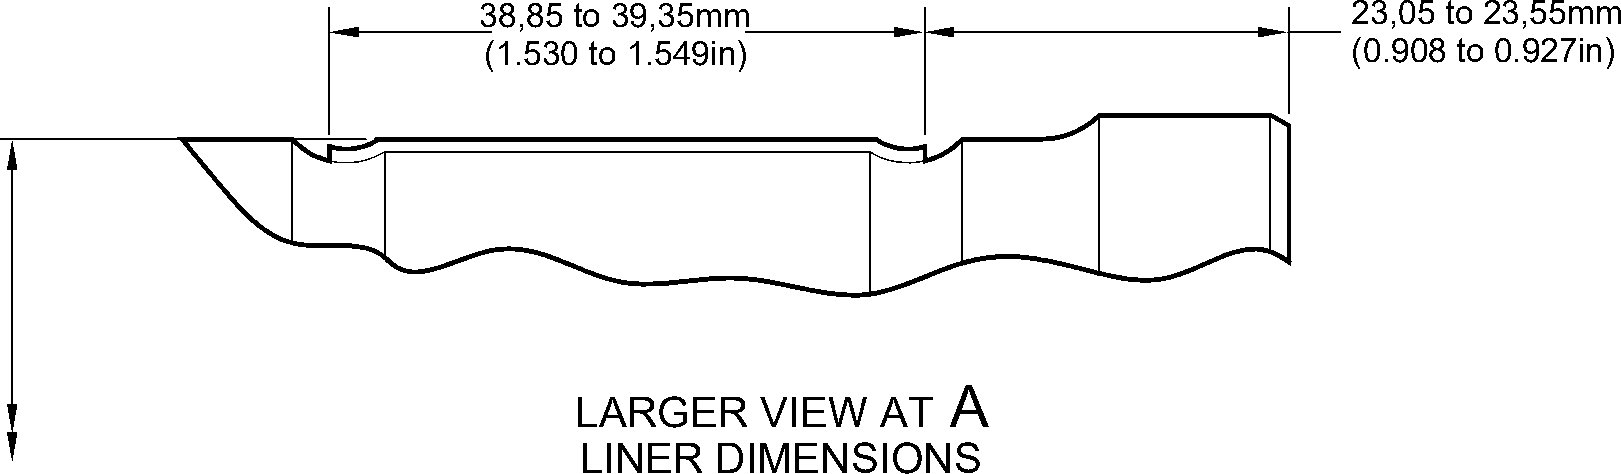 38,85 to 39,35mm
(1.530 to 1.549in)
23,05 to 23,55mm
(0.908 to 0.927in)
LARGER VIEW AT A
LINER DIMENSIONS